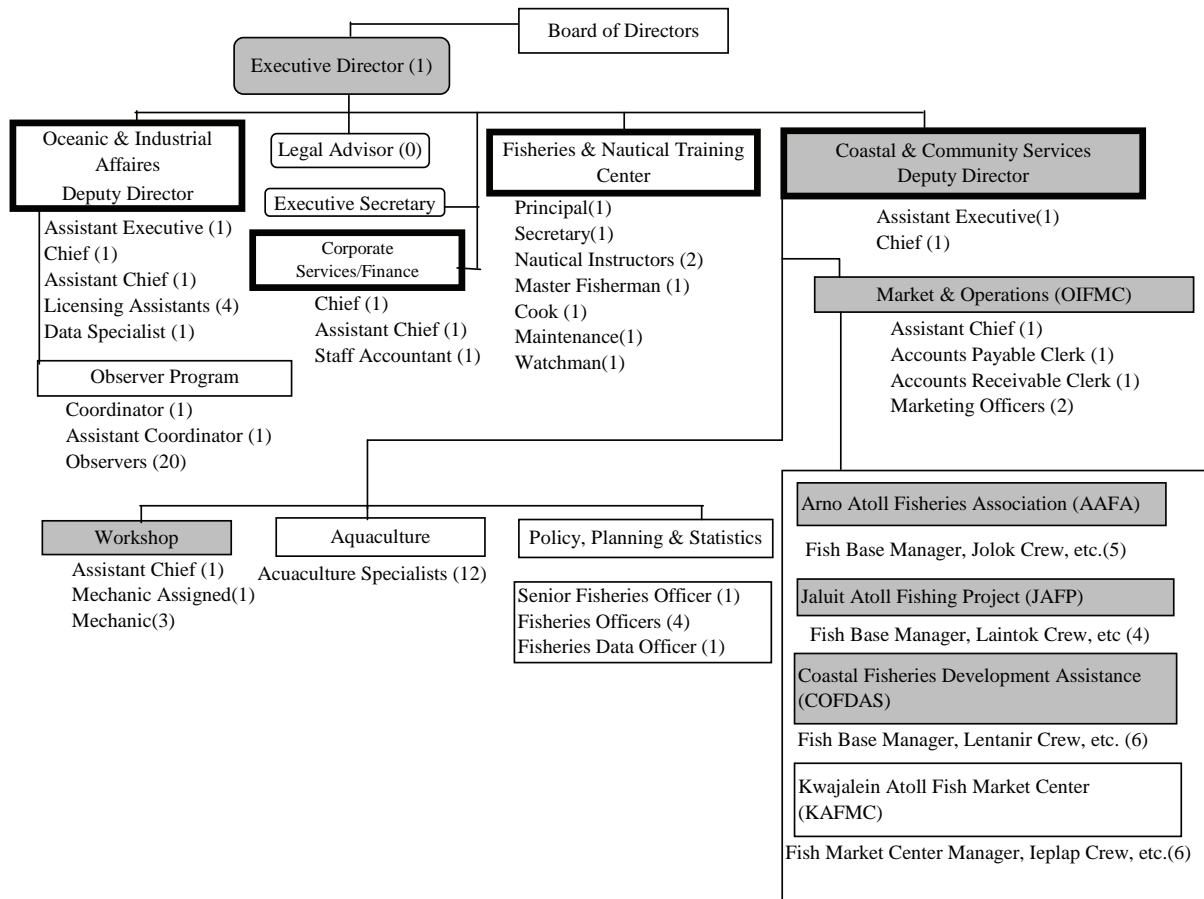 Board of Directors
Executive Director (1)
Oceanic & Industrial
Affaires
Deputy Director
Assistant Executive (1)
Chief (1)
Assistant Chief (1)
Licensing Assistants (4)
Data Specialist (1)
Observer Program
Coordinator (1)
Assistant Coordinator (1)
Observers (20)
Legal Advisor (0)
Executive Secretary
Corporate
Services/Finance
Chief (1)
Assistant Chief (1)
Staff Accountant (1)
Fisheries & Nautical Training
Center
Principal(1)
Secretary(1)
Nautical Instructors (2)
Master Fisherman (1)
Cook (1)
Maintenance(1)
Watchman(1)
Coastal & Community Services
Deputy Director
Assistant Executive(1)
Chief (1)
Market & Operations (OIFMC)
Assistant Chief (1)
Accounts Payable Clerk (1)
Accounts Receivable Clerk (1)
Marketing Officers (2)
Workshop
Assistant Chief (1)
Mechanic Assigned(1)
Mechanic(3)
Aquaculture
Acuaculture Specialists (12)
Policy, Planning & Statistics
Senior Fisheries Officer (1)
Fisheries Officers (4)
Fisheries Data Officer (1)
Arno Atoll Fisheries Association (AAFA)
Fish Base Manager, Jolok Crew, etc.(5)
Jaluit Atoll Fishing Project (JAFP)
Fish Base Manager, Laintok Crew, etc (4)
Coastal Fisheries Development Assistance
(COFDAS)
Fish Base Manager, Lentanir Crew, etc. (6)
Kwajalein Atoll Fish Market Center
(KAFMC)
Fish Market Center Manager, Ieplap Crew, etc.(6)